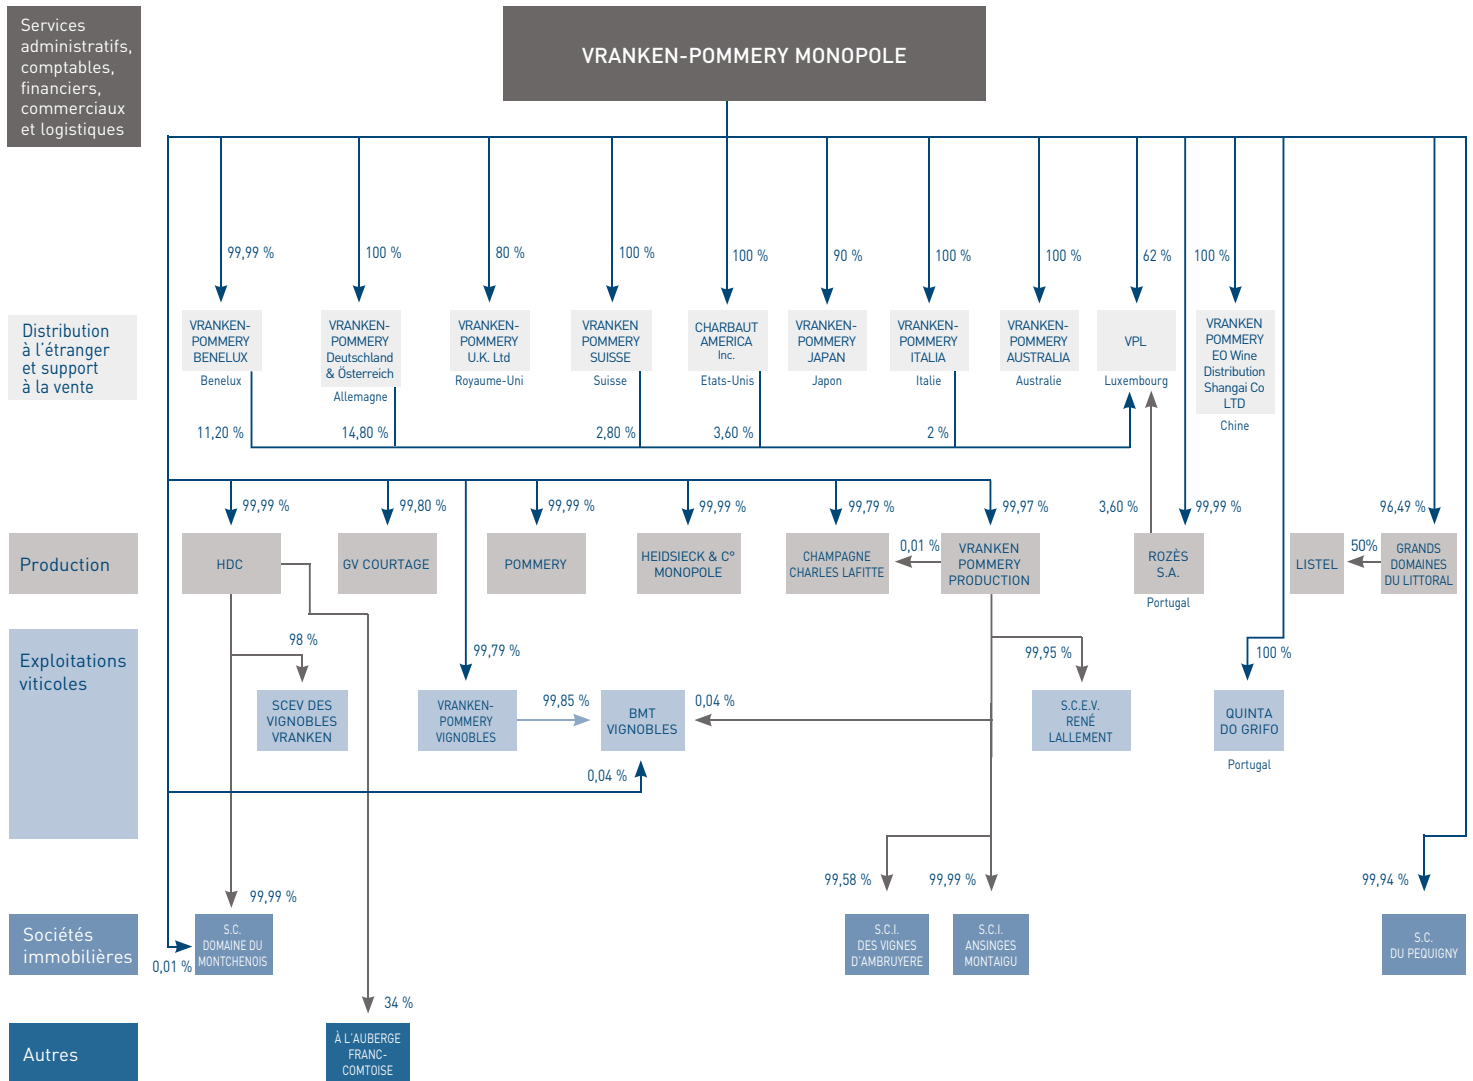 Services
administratifs,
comptables,
financiers,
commerciaux
et logistiques
VRANKEN-POMMERY MONOPOLE
99,99 %
100 %
80 %
100 %
100 %
90 %
100 %
100 %
62 %
100 %
Distribution
à l'étranger
et support
à la vente
VRANKEN-
POMMERY
BENELUX
Benelux
VRANKEN-
POMMERY
Deutschland
& Österreich
Allemagne
VRANKEN-
POMMERY
U.K. Ltd
Royaume-Uni
VRANKEN
POMMERY
SUISSE
Suisse
CHARBAUT
AMERICA
Inc.
Etats-Unis
VRANKEN-
POMMERY
JAPAN
Japon
VRANKEN-
POMMERY
ITALIA
Italie
VRANKEN-
POMMERY
AUSTRALIA
Australie
VPL
Luxembourg
VRANKEN
POMMERY
EO Wine
Distribution
Shangai Co
LTD
Chine
11,20 %
14,80 %
2,80 %
3,60 %
2 %
99,99 %
99,80 %
99,99 %
99,99 %
99,79 %
99,97 %
3,60 %
99,99 %
96,49 %
Production
HDC
GV COURTAGE
POMMERY
HEIDSIECK & C°
MONOPOLE
CHAMPAGNE
CHARLES LAFITTE
0,01 %
VRANKEN
POMMERY
PRODUCTION
ROZÈS
S.A.
Portugal
LISTEL
50%
GRANDS
DOMAINES
DU LITTORAL
Exploitations
viticoles
98 %
99,79 %
99,95 %
100 %
SCEV DES
VIGNOBLES
VRANKEN
VRANKEN-
POMMERY
VIGNOBLES
99,85 %
BMT
VIGNOBLES
0,04 %
S.C.E.V.
RENÉ
LALLEMENT
QUINTA
DO GRIFO
Portugal
0,04 %
99,99 %
99,58 %
99,99 %
99,94 %
Sociétés
immobilières
0,01 %
S.C.
DOMAINE DU
MONTCHENOIS
S.C.I.
DES VIGNES
D'AMBRUYERE
S.C.I.
ANSINGES
MONTAIGU
S.C.
DU PEQUIGNY
34 %
Autres
À L'AUBERGE
FRANC-
COMTOISE